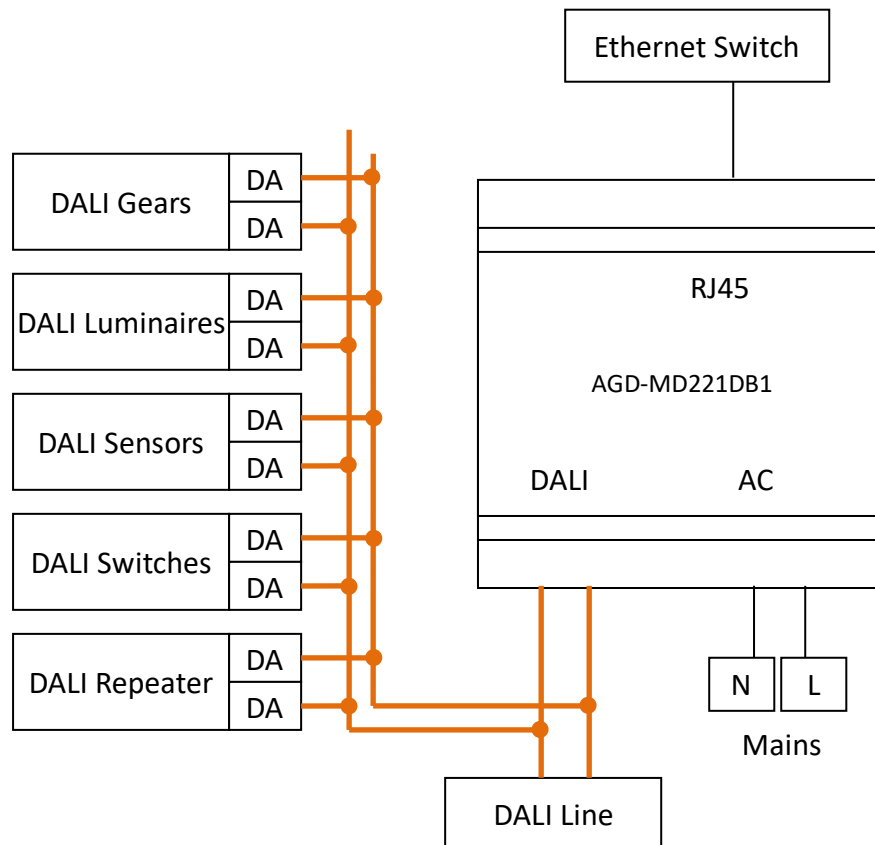 Ethernet Switch
DALI Gears
DA
DA
DALI Luminaires
DA
DA
DALI Sensors
DA
DA
DALI Switches
DA
DA
DALI Repeater
DA
DA
RJ45
AGD-MD221DB1
DALI
AC
N
L
Mains
DALI Line